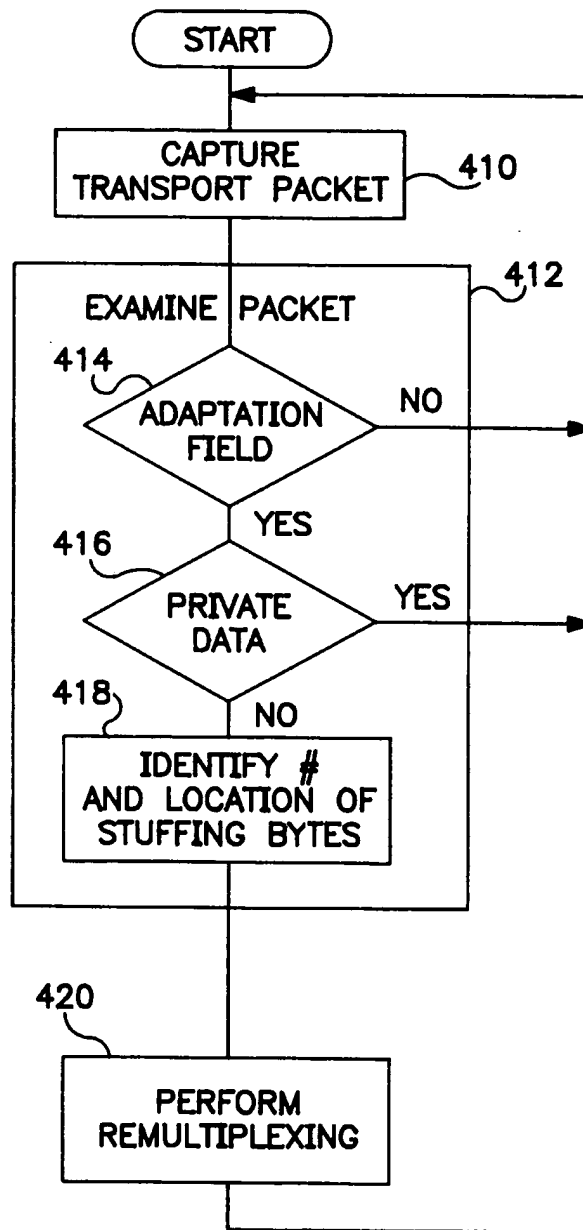 START
CAPTURE
TRANSPORT PACKET
410
412
EXAMINE PACKET
414
ADAPTATION
FIELD
NO
YES
416
PRIVATE
DATA
YES
418
NO
IDENTIFY #
AND LOCATION OF
STUFFING BYTES
420
PERFORM
REMULTIPLEXING